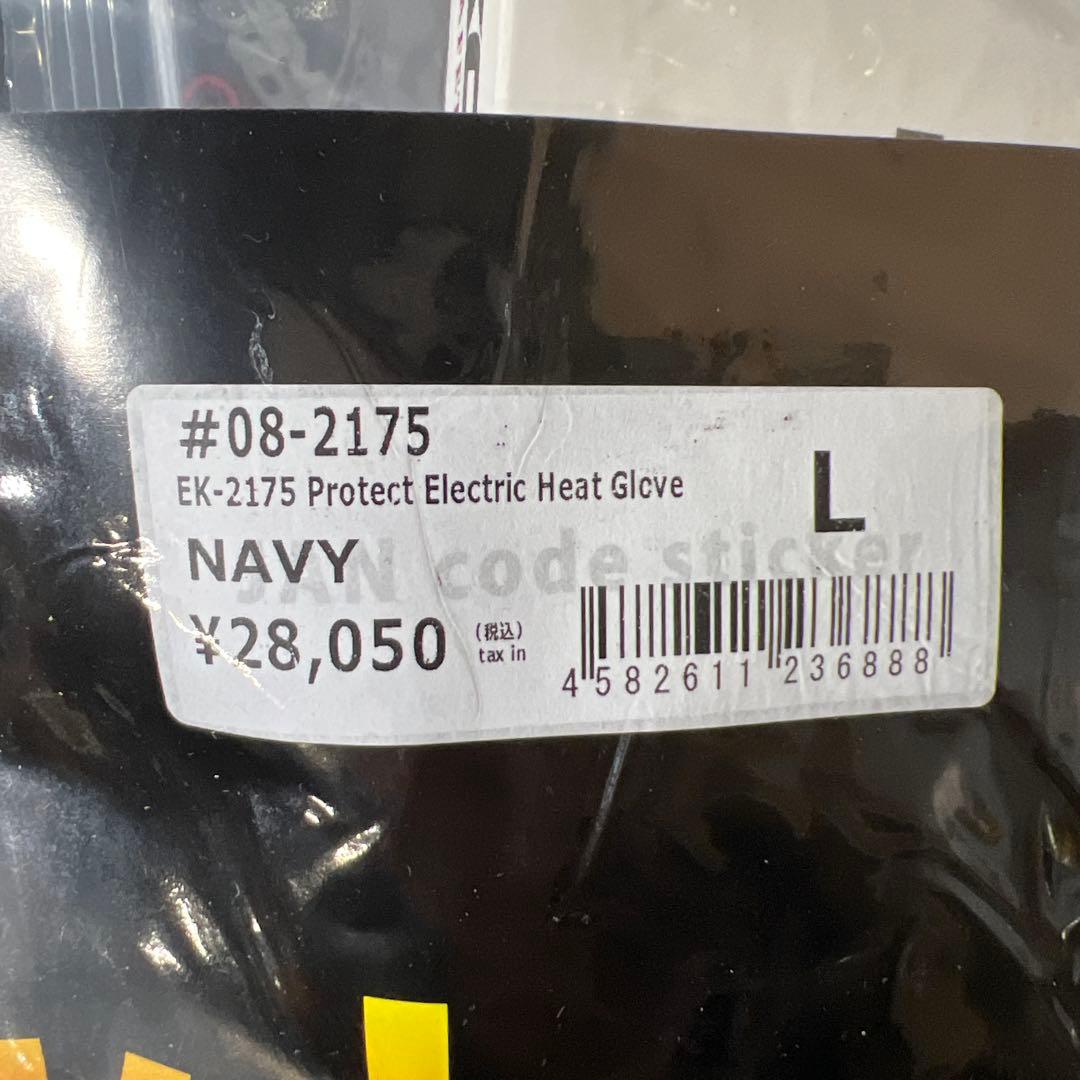 #08-2175
EK-2175 Protect Electric Heat Glove
L
NAVY
JAN code sticker
¥28,050
(税込)
tax in
4 582611 236888